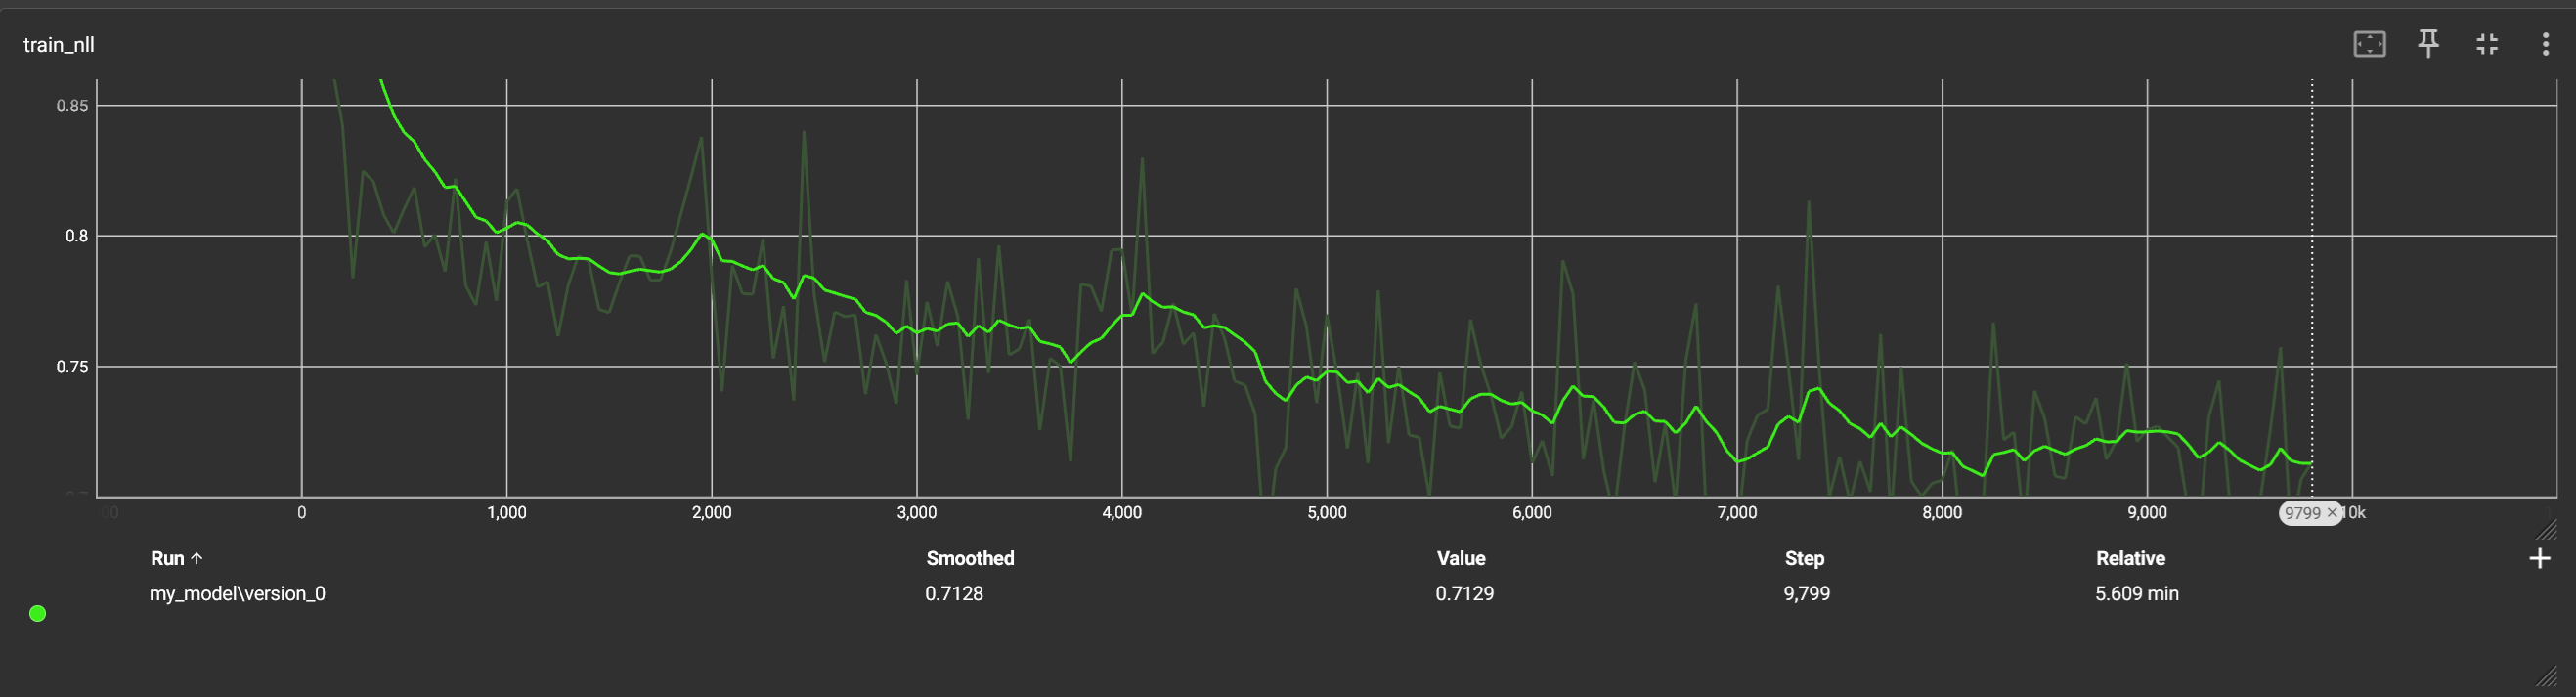 train_nll
0.85
0.8
0.75
0 1,000 2,000 3,000 4,000 5,000 6,000 7,000 8,000 9,000 9799 × 10k
Run ↑ Smoothed Value Step Relative
my_model\version_0 0.7128 0.7129 9,799 5.609 min